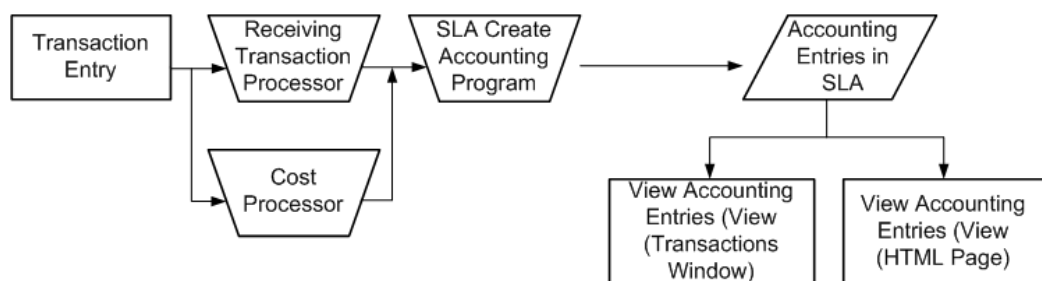 Transaction
Entry
Receiving
Transaction
Processor
SLA Create
Accounting
Program
Accounting
Entries in
SLA
Cost
Processor
View Accounting
Entries (View
(Transactions
Window)
View Accounting
Entries (View
(HTML Page)